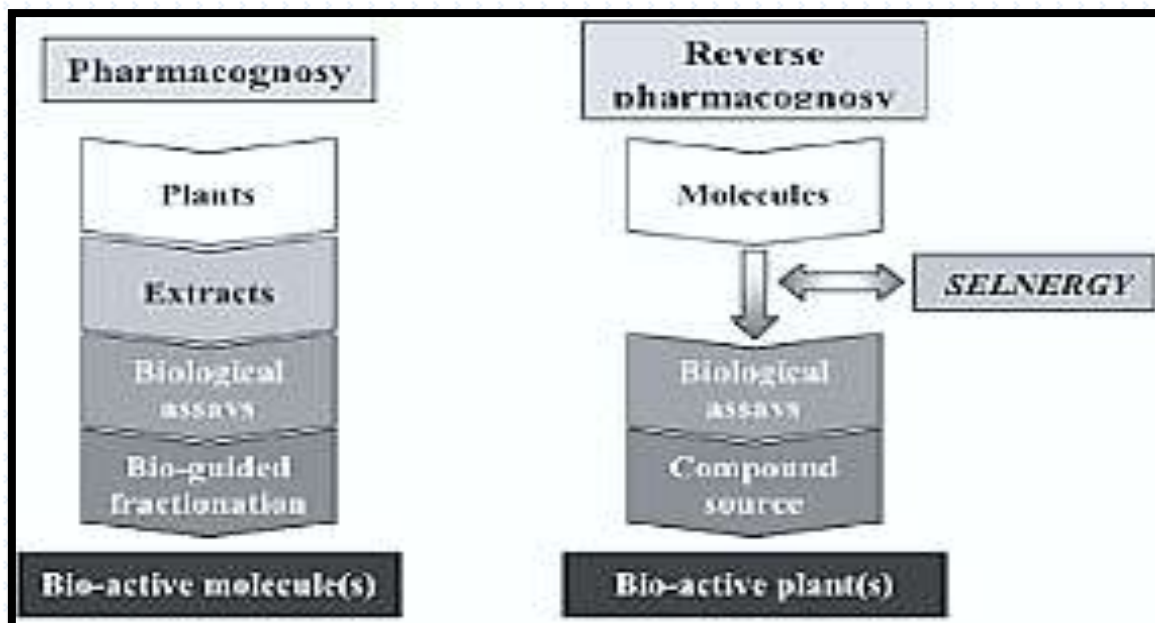 Pharmacognosy
Plants
Extracts
Biological
assays
Bio-guided
fractionation
Bio-active molecule(s)
Reverse
pharmacognosy
Molecules
SELNERGY
Biological
assays
Compound
source
Bio-active plant(s)